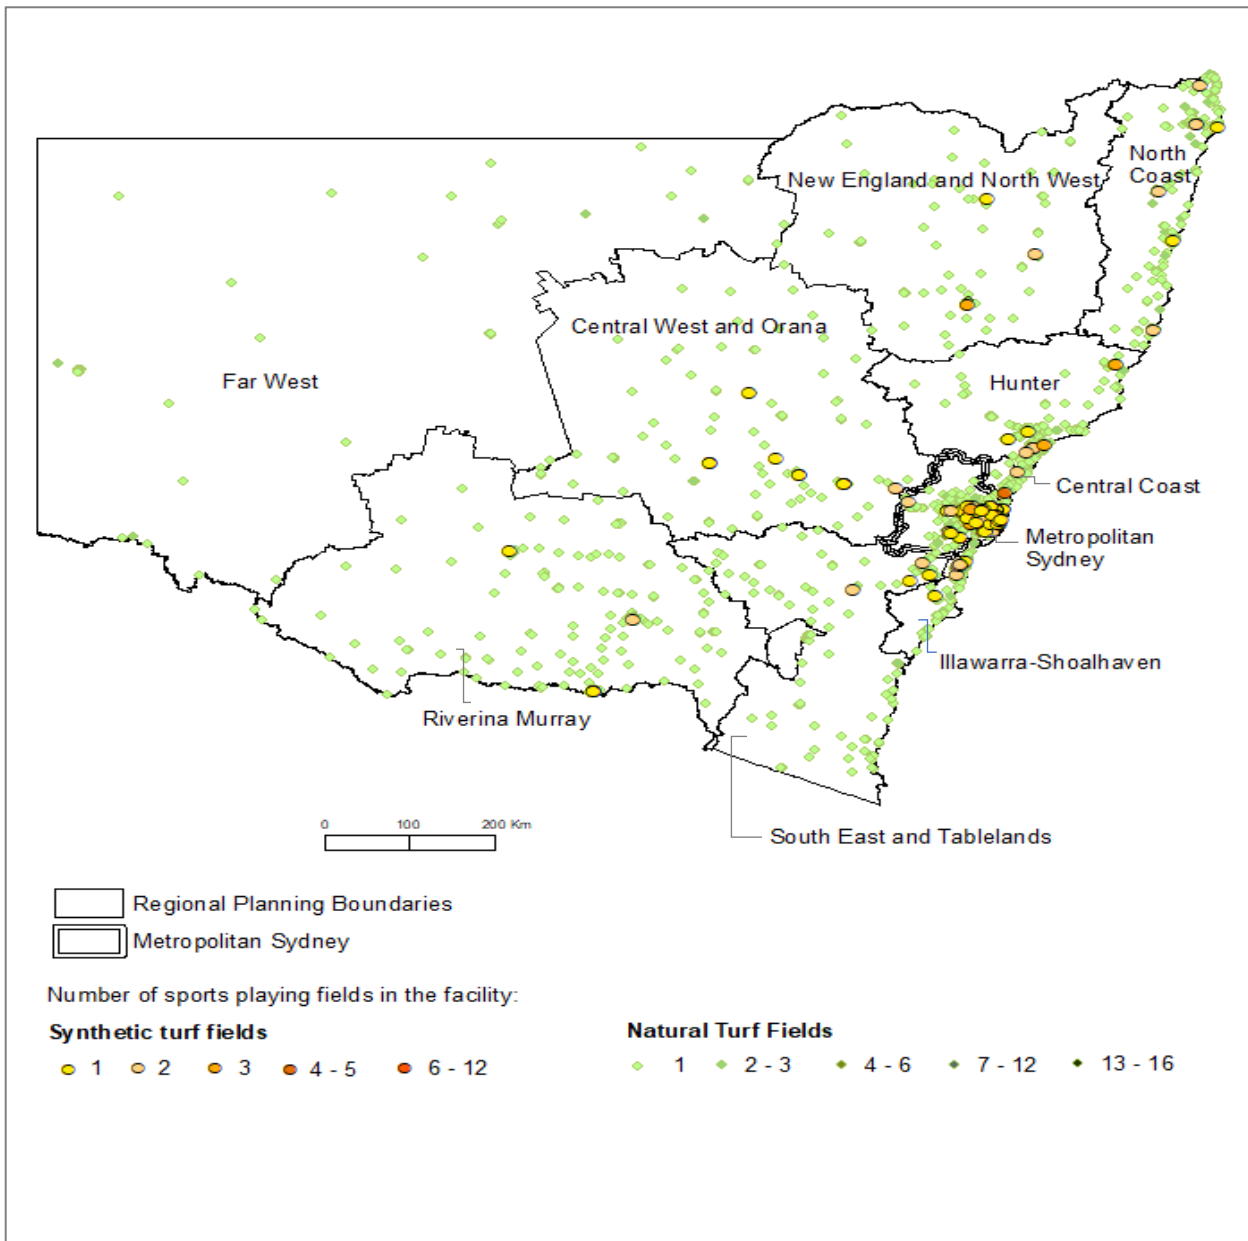 North
Coast
New England and North West
Central West and Orana
Far West
Hunter
Central Coast
Metropolitan
Sydney
Illawarra-Shoalhaven
Riverina Murray
South East and Tablelands
0 100 200 Km
Regional Planning Boundaries
Metropolitan Sydney
Number of sports playing fields in the facility:
Synthetic turf fields
1 2 3 4 - 5 6 - 12
Natural Turf Fields
1 2 - 3 4 - 6 7 - 12 13 - 16